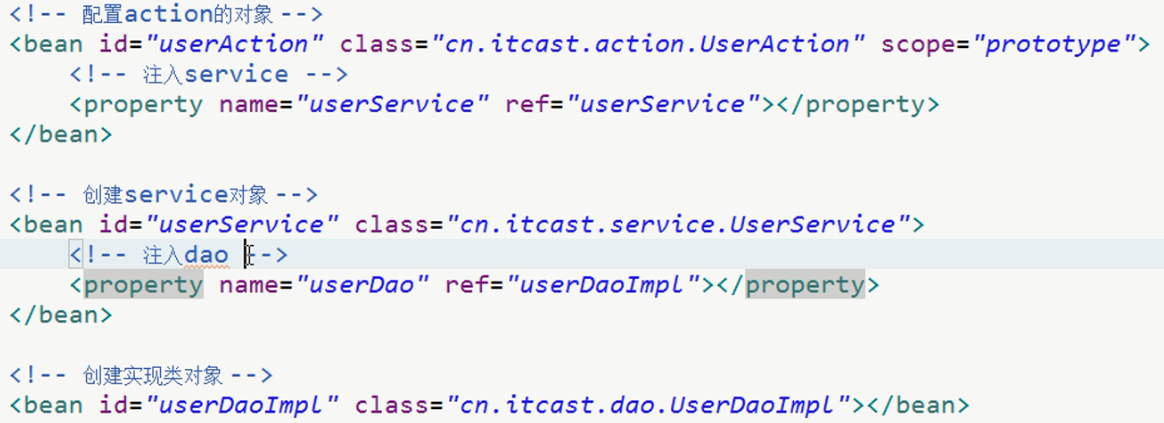 <!-- 配置action的对象 -->
<bean id="userAction" class="cn.itcast.action.UserAction" scope="prototype">
<!-- 注入service -->
<property name="userService" ref="userService"></property>
</bean>
<!-- 创建service对象 -->
<bean id="userService" class="cn.itcast.service.UserService">
<!-- 注入dao -->
<property name="userDao" ref="userDaoImpl"></property>
</bean>
<!-- 创建实现类对象 -->
<bean id="userDaoImpl" class="cn.itcast.dao.UserDaoImpl"></bean>